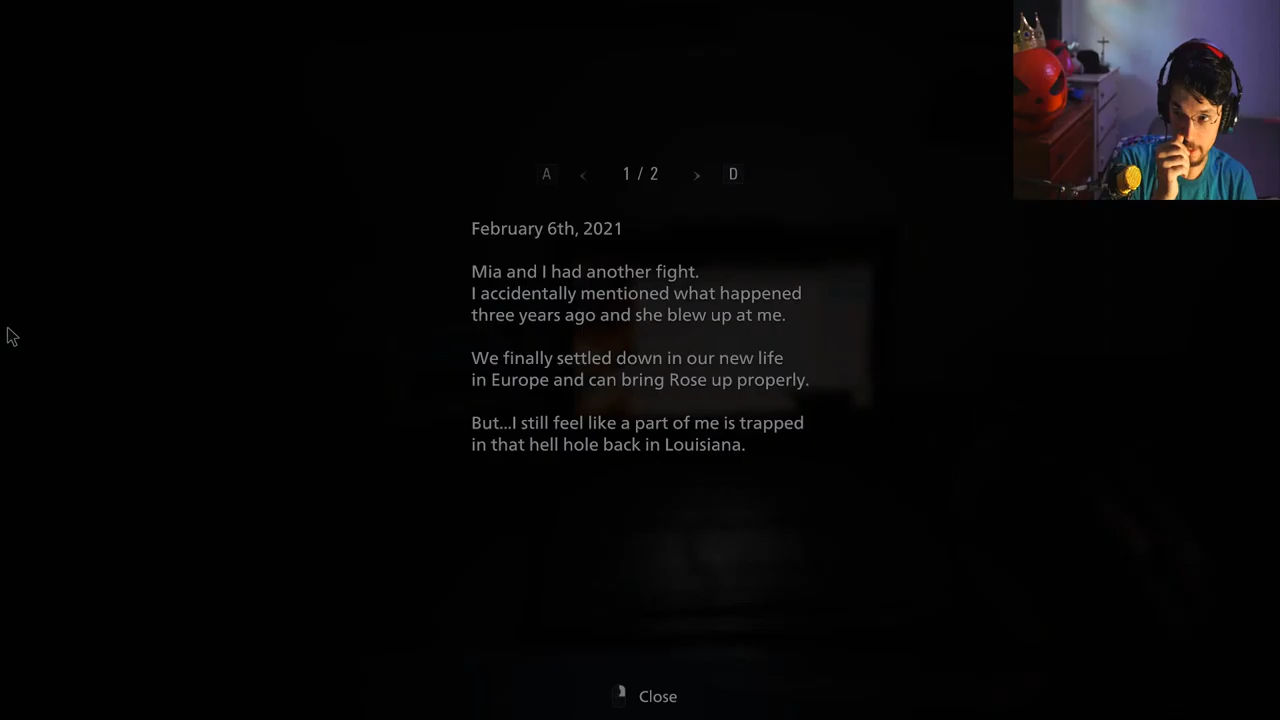 A < 1 / 2 > D
February 6th, 2021
Mia and I had another fight.
I accidentally mentioned what happened
three years ago and she blew up at me.
We finally settled down in our new life
in Europe and can bring Rose up properly.
But...I still feel like a part of me is trapped
in that hell hole back in Louisiana.
Close